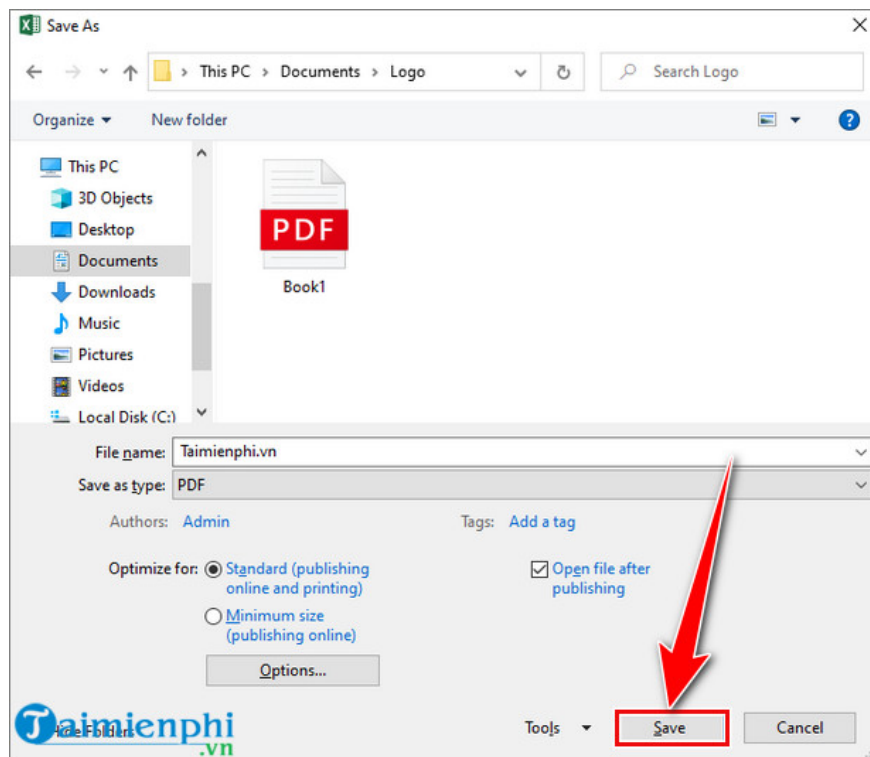 Save As
This PC > Documents > Logo
Search Logo
Organize
New folder
This PC
3D Objects
Desktop
Documents
Downloads
Music
Pictures
Videos
Local Disk (C:)
PDF
Book1
File name: Taimienphi.vn
Save as type: PDF
Authors: Admin
Tags: Add a tag
Optimize for: Standard (publishing
online and printing)
Minimum size
(publishing online)
Open file after
publishing
Options...
Hide Folders
Taimienphi
.vn
Tools
Save
Cancel